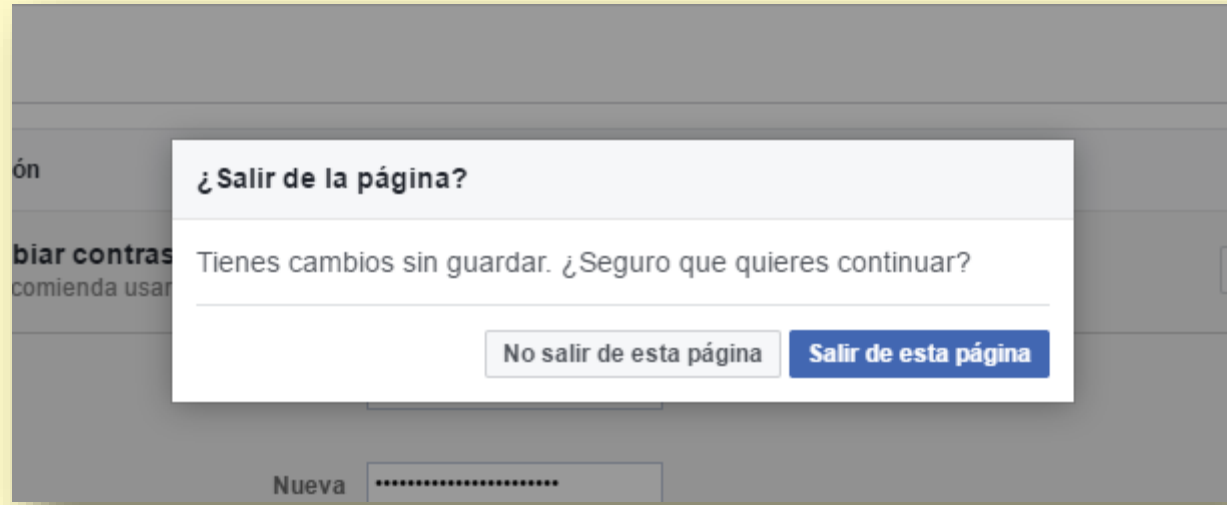 ón
¿Salir de la página?
biar contras
comienda usar
Tienes cambios sin guardar. ¿Seguro que quieres continuar?
No salir de esta página
Salir de esta página
Nueva